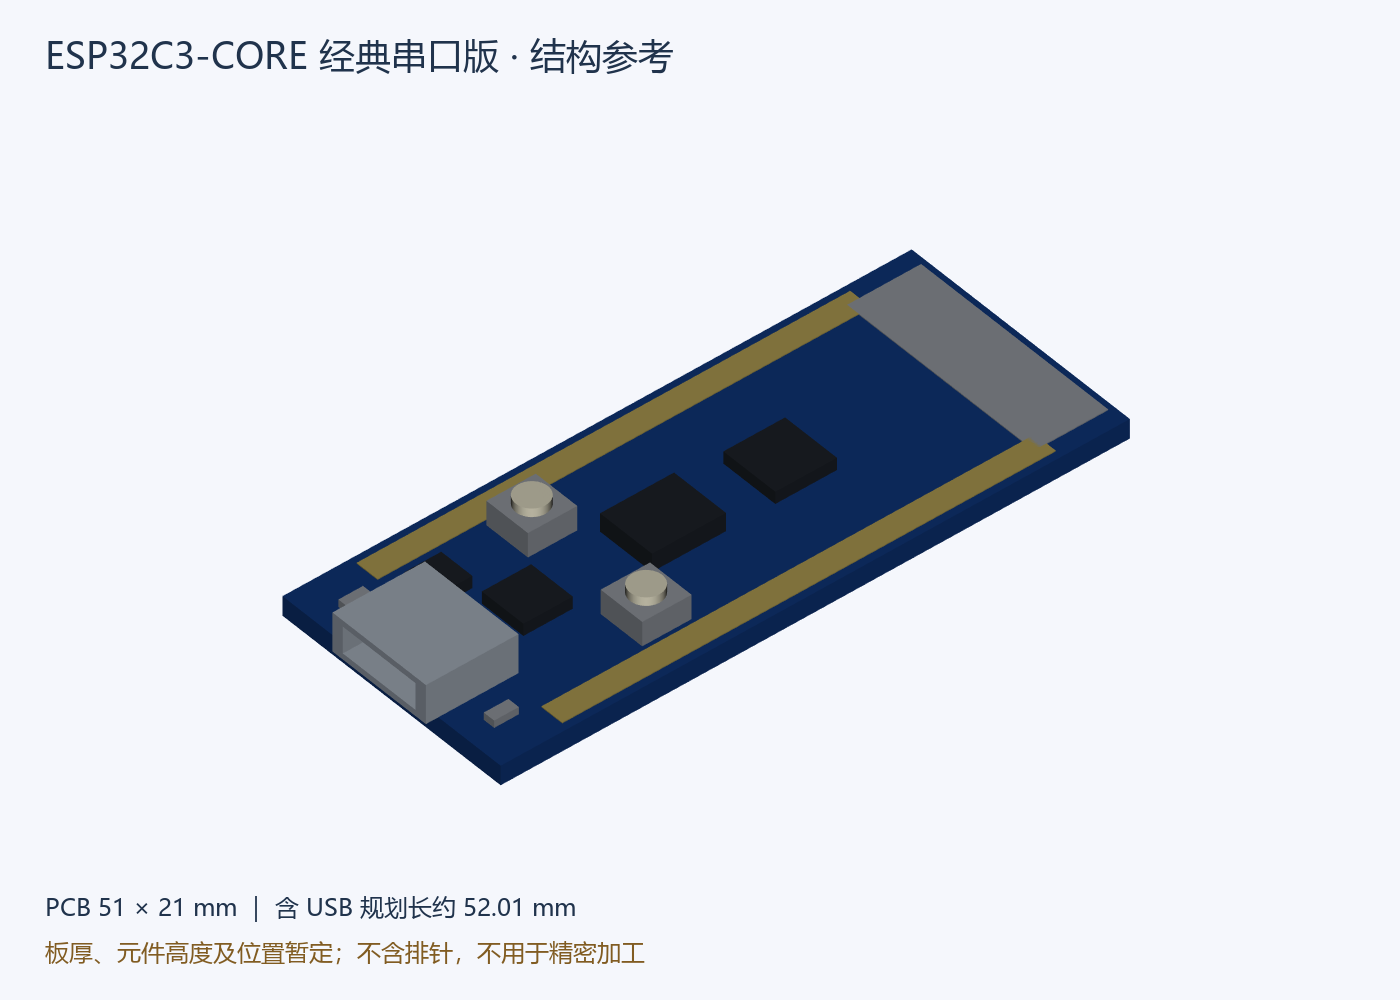 ESP32C3-CORE 经典串口版 · 结构参考
PCB 51 × 21 mm ｜ 含 USB 规划长约 52.01 mm
板厚、元件高度及位置暂定；不含排针，不用于精密加工